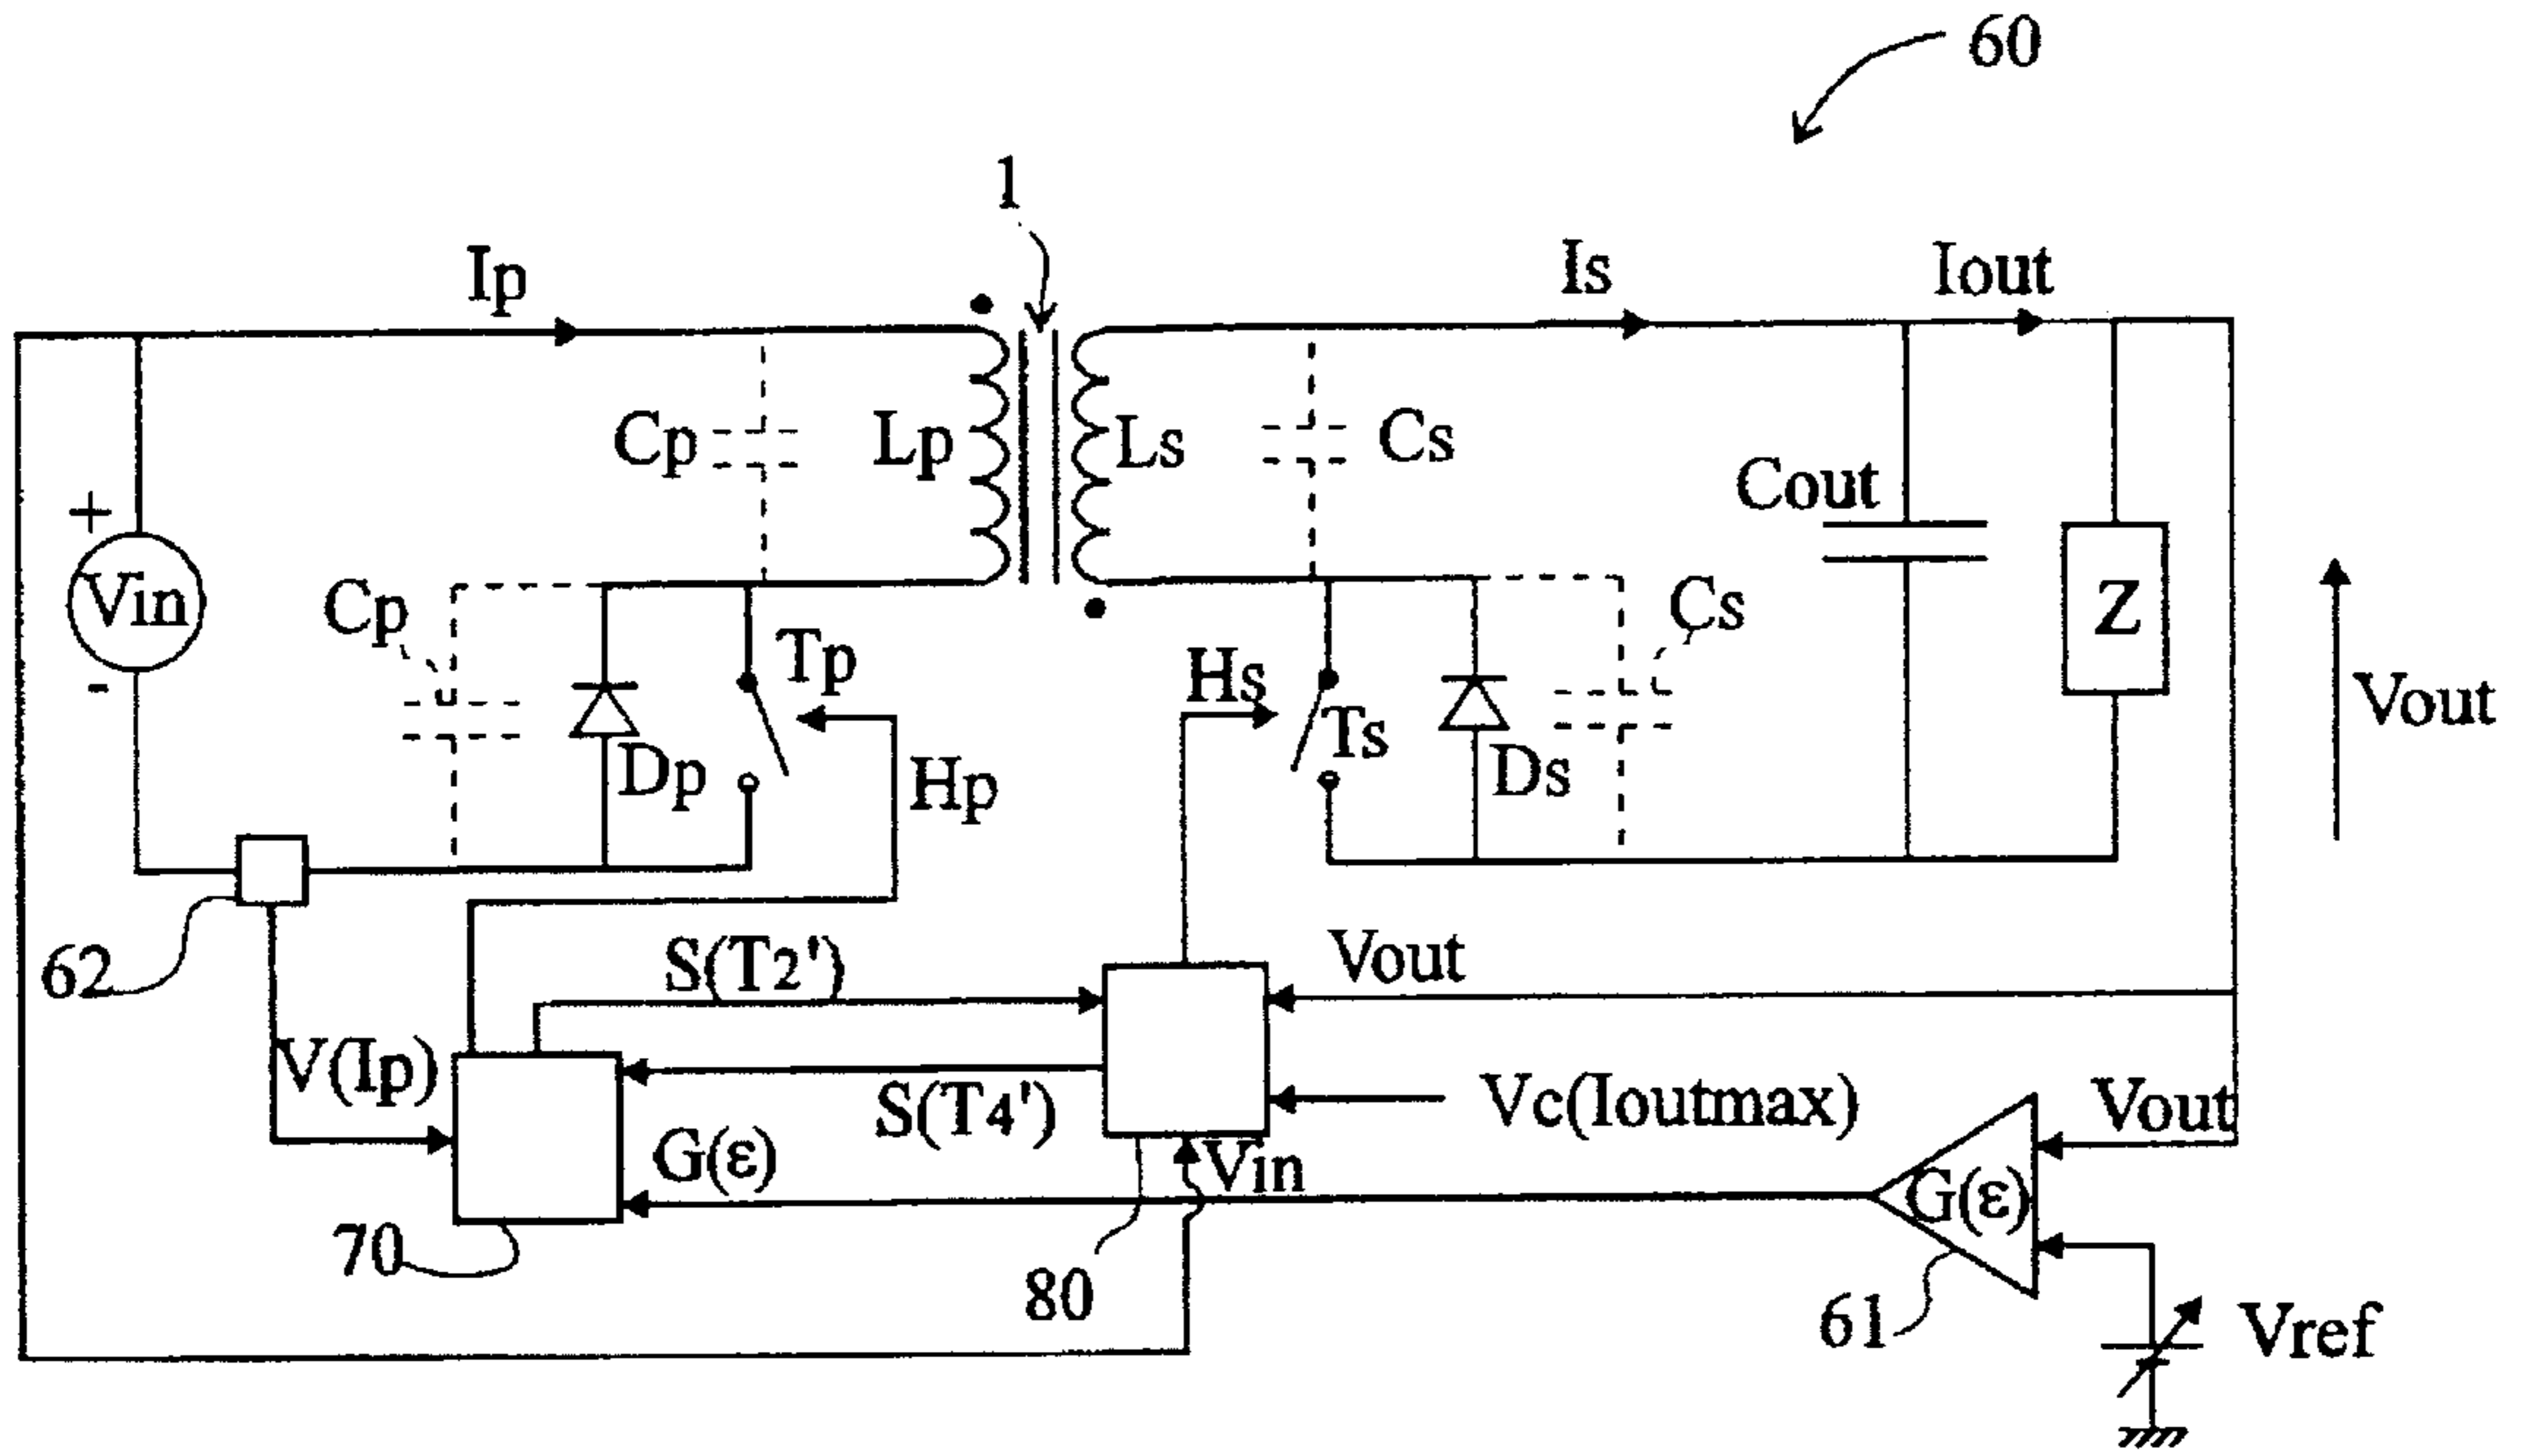 60
1
Ip
Is
Iout
Cp
Lp
Ls
Cs
Cout
+
Vin
-
Cp
Tp
Dp
Hp
Hs
Ts
Ds
Cs
Z
Vout
62
S(T2')
Vout
V(Ip)
S(T4')
Vc(Ioutmax)
Vout
G(ε)
Vin
G(ε)
70
80
61
Vref